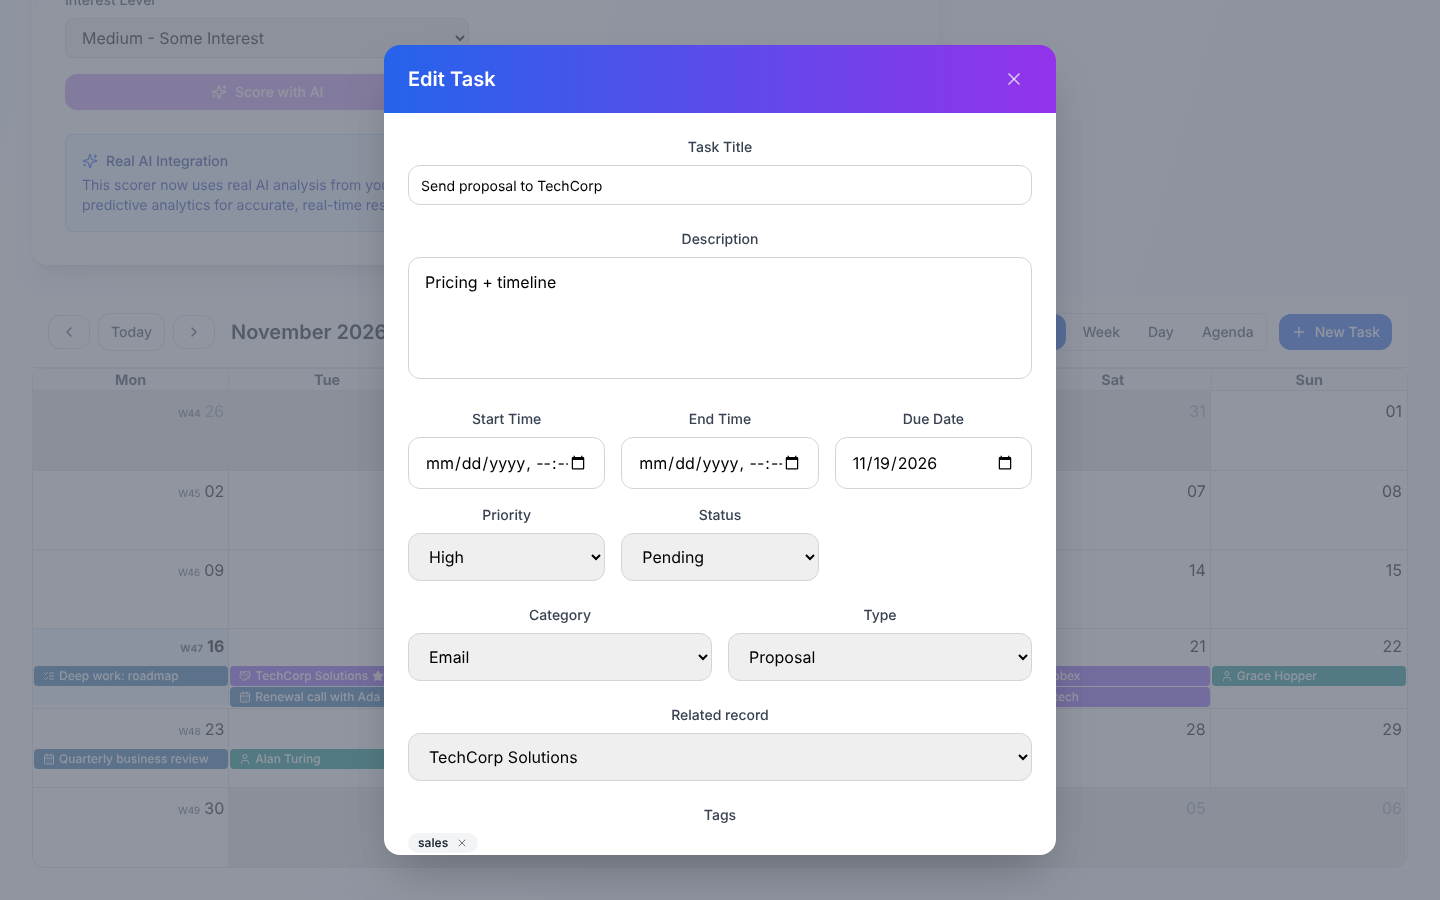 Interest Level
Medium - Some Interest
Score with AI
Real AI Integration
This scorer now uses real AI analysis from
predictive analytics for accurate, real-time
Edit Task
Task Title
Send proposal to TechCorp
Description
Pricing + timeline
Start Time End Time Due Date
mm/dd/yyyy, --:-- mm/dd/yyyy, --:-- 11/19/2026
Priority Status
High Pending
Category Type
Email Proposal
Related record
TechCorp Solutions
Tags
sales
Today November 2026 Week Day Agenda New Task
Mon Tue Sat Sun
W44 26 31 01
W45 02 07 08
W46 09 14 15
W47 16 21 22
Deep work: roadmap TechCorp Solutions Grace Hopper
Renewal call with Ada
W48 23 28 29
Quarterly business review Alan Turing
W49 30 05 06